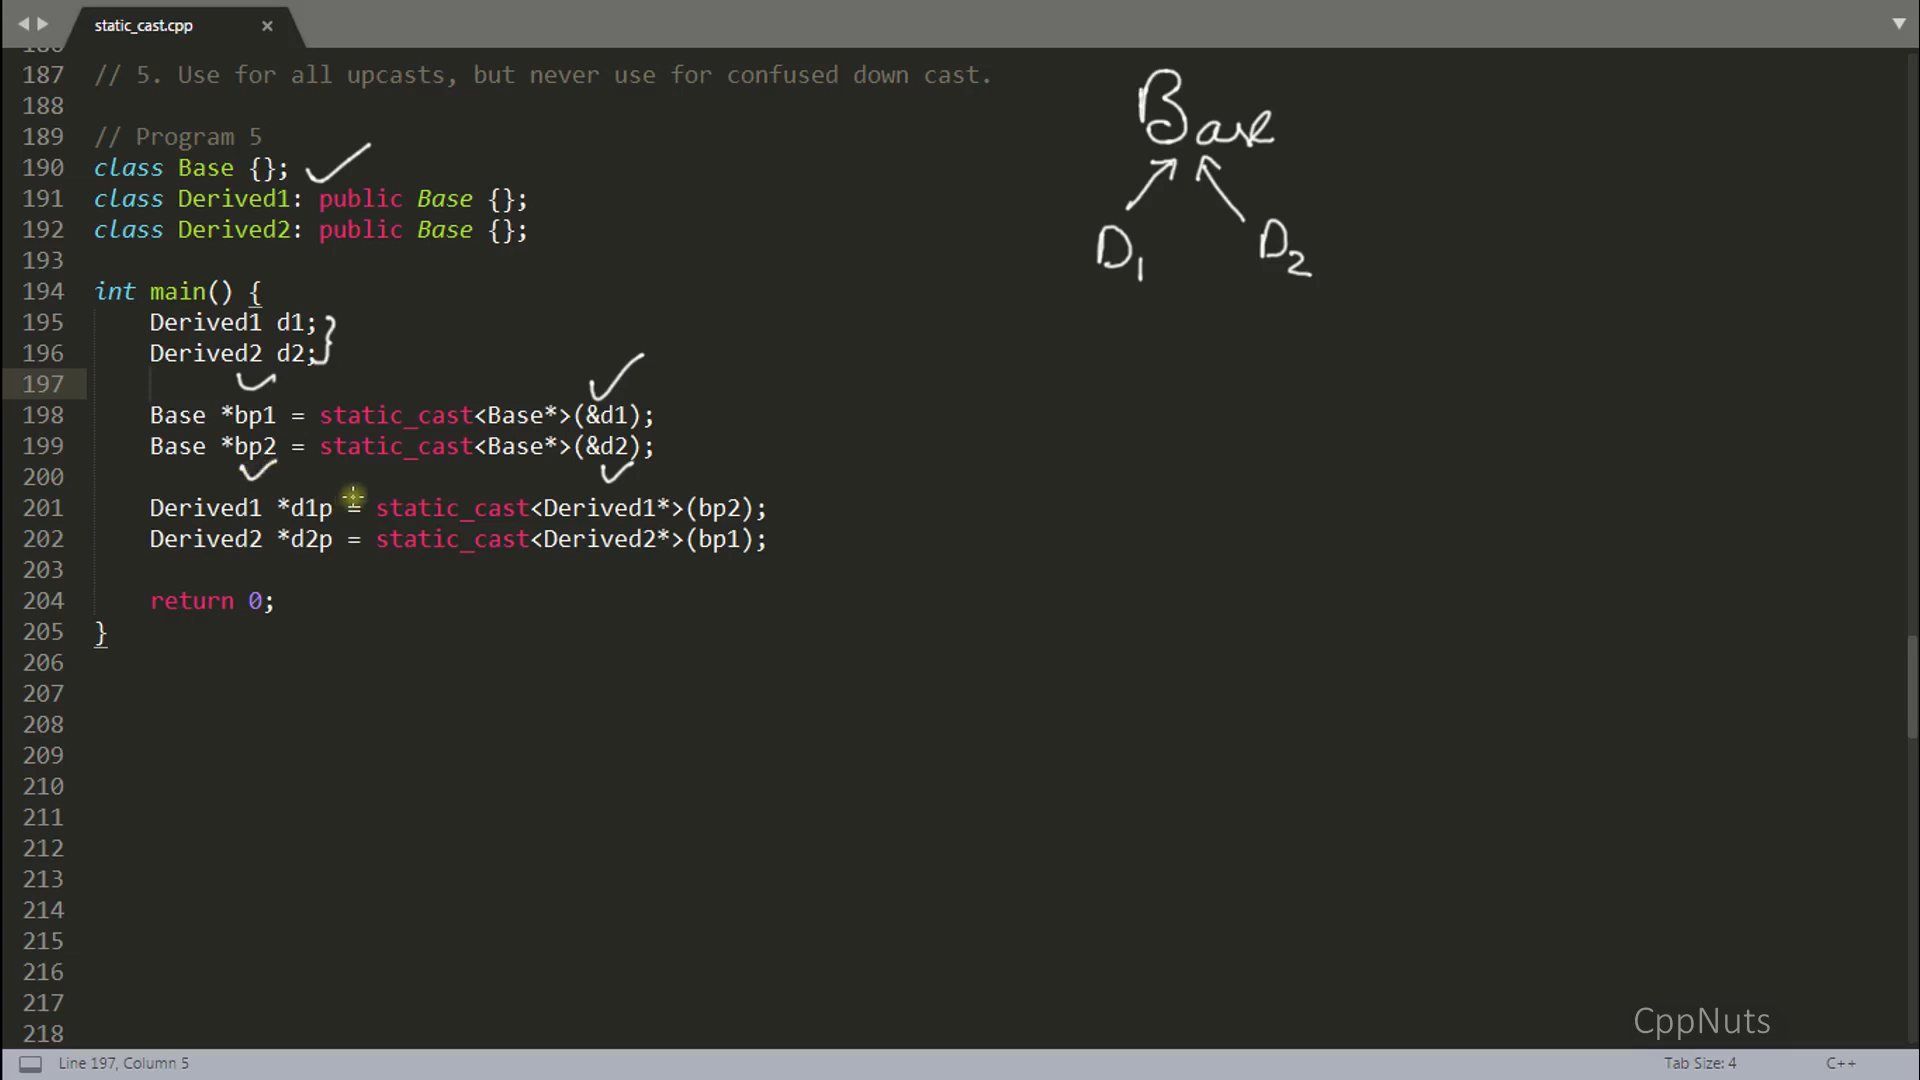 static_cast.cpp ×
186
187 // 5. Use for all upcasts, but never use for confused down cast.
188
189 // Program 5
190 class Base {};
191 class Derived1: public Base {};
192 class Derived2: public Base {};
193
194 int main() {
195 Derived1 d1;
196 Derived2 d2;
197
198 Base *bp1 = static_cast<Base*>(&d1);
199 Base *bp2 = static_cast<Base*>(&d2);
200
201 Derived1 *d1p = static_cast<Derived1*>(bp2);
202 Derived2 *d2p = static_cast<Derived2*>(bp1);
203
204 return 0;
205 }
206
207
208
209
210
211
212
213
214
215
216
217
218
Base
D1 D2
CppNuts
Line 197, Column 5 Tab Size: 4 C++